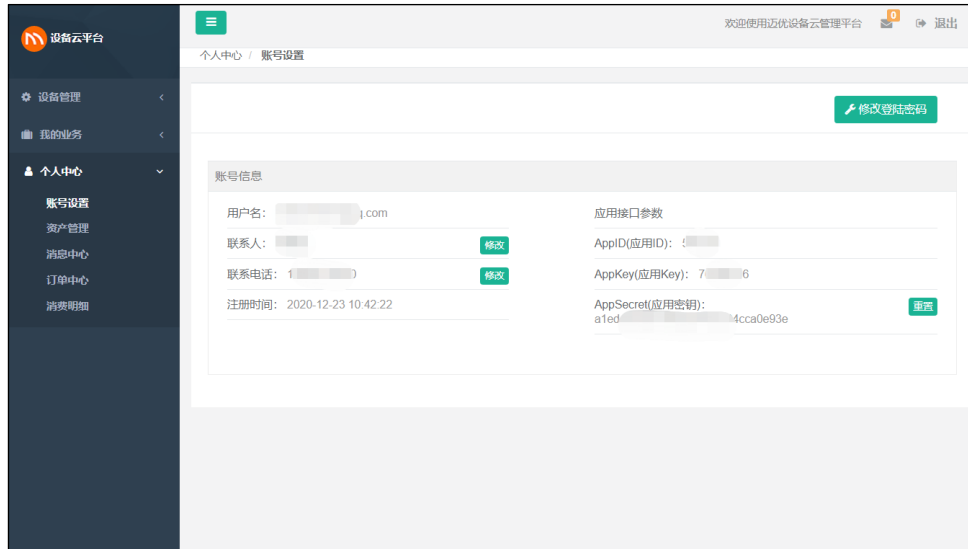 设备云平台
欢迎使用迈优设备云管理平台 0 退出
个人中心 / 账号设置
设备管理
我的业务
个人中心
账号设置
资产管理
消息中心
订单中心
消费明细
修改登陆密码
账号信息
用户名： .com
联系人： 修改
联系电话： 1 0 修改
注册时间： 2020-12-23 10:42:22
应用接口参数
AppID(应用ID)：
AppKey(应用Key)： 7 6
AppSecret(应用密钥)： 重置
a1ed 4cca0e93e